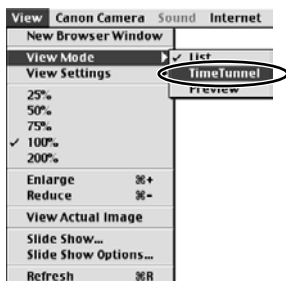 View Canon Camera Sound Internet
New Browser Window
View Mode
✓ List
View Settings
TimeTunnel
Preview
25%
50%
75%
✓ 100%
200%
Enlarge ⌘+
Reduce ⌘-
View Actual Image
Slide Show...
Slide Show Options...
Refresh ⌘R